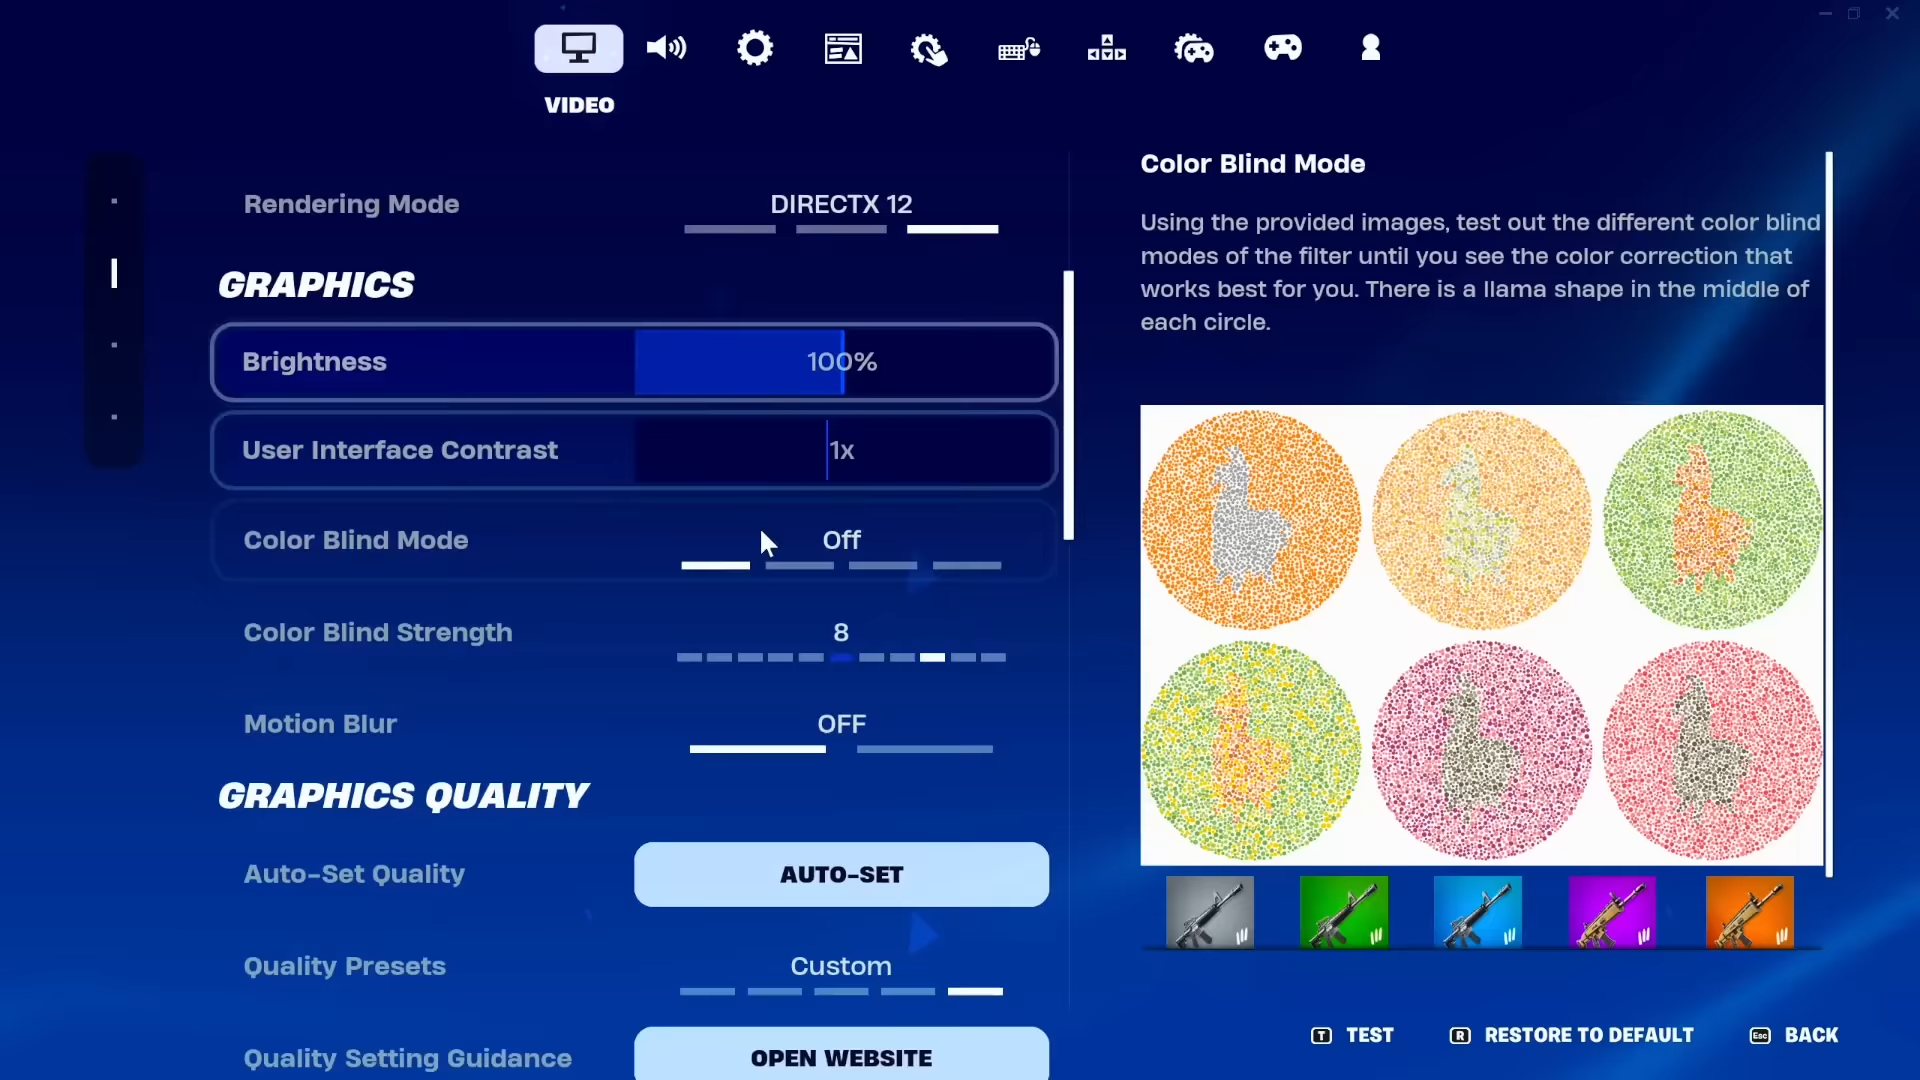 VIDEO
Rendering Mode
DIRECTX 12
GRAPHICS
Brightness
100%
User Interface Contrast
1x
Color Blind Mode
Off
Color Blind Strength
8
Motion Blur
OFF
GRAPHICS QUALITY
Auto-Set Quality
AUTO-SET
Quality Presets
Custom
Quality Setting Guidance
OPEN WEBSITE
Color Blind Mode
Using the provided images, test out the different color blind
modes of the filter until you see the color correction that
works best for you. There is a llama shape in the middle of
each circle.
T TEST
R RESTORE TO DEFAULT
Esc BACK